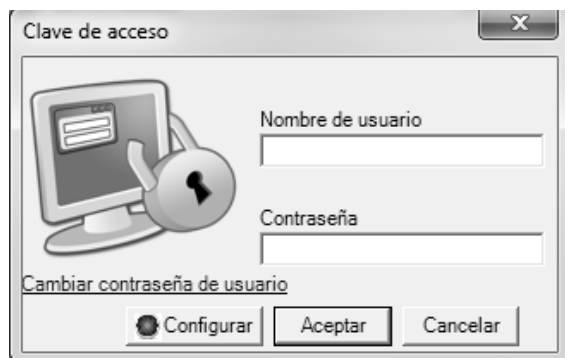 Clave de acceso
Nombre de usuario
Contraseña
Cambiar contraseña de usuario
Configurar Aceptar Cancelar